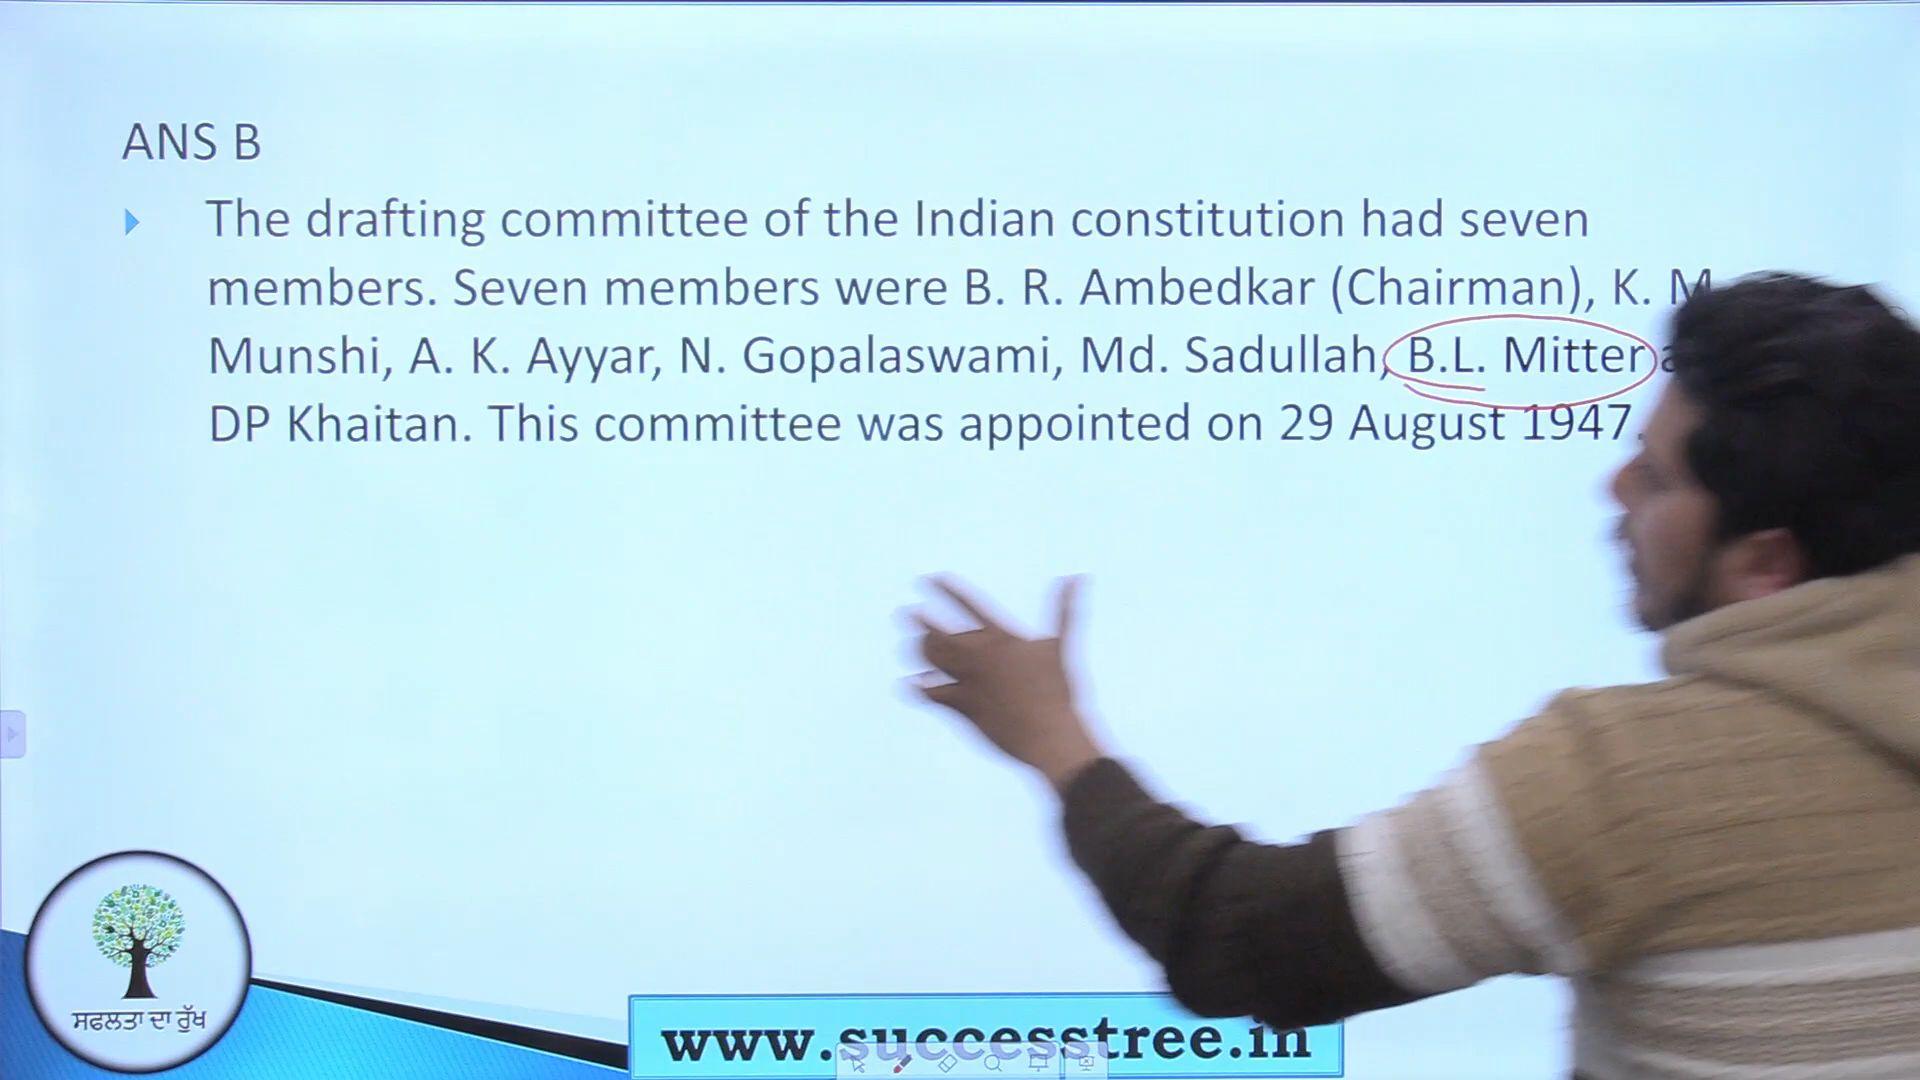 ANS B
The drafting committee of the Indian constitution had seven
members. Seven members were B. R. Ambedkar (Chairman), K. M
Munshi, A. K. Ayyar, N. Gopalaswami, Md. Sadullah, B.L. Mitter
DP Khaitan. This committee was appointed on 29 August 1947.
ਸਫਲਤਾ ਦਾ ਰੁੱਖ
www.successtree.in